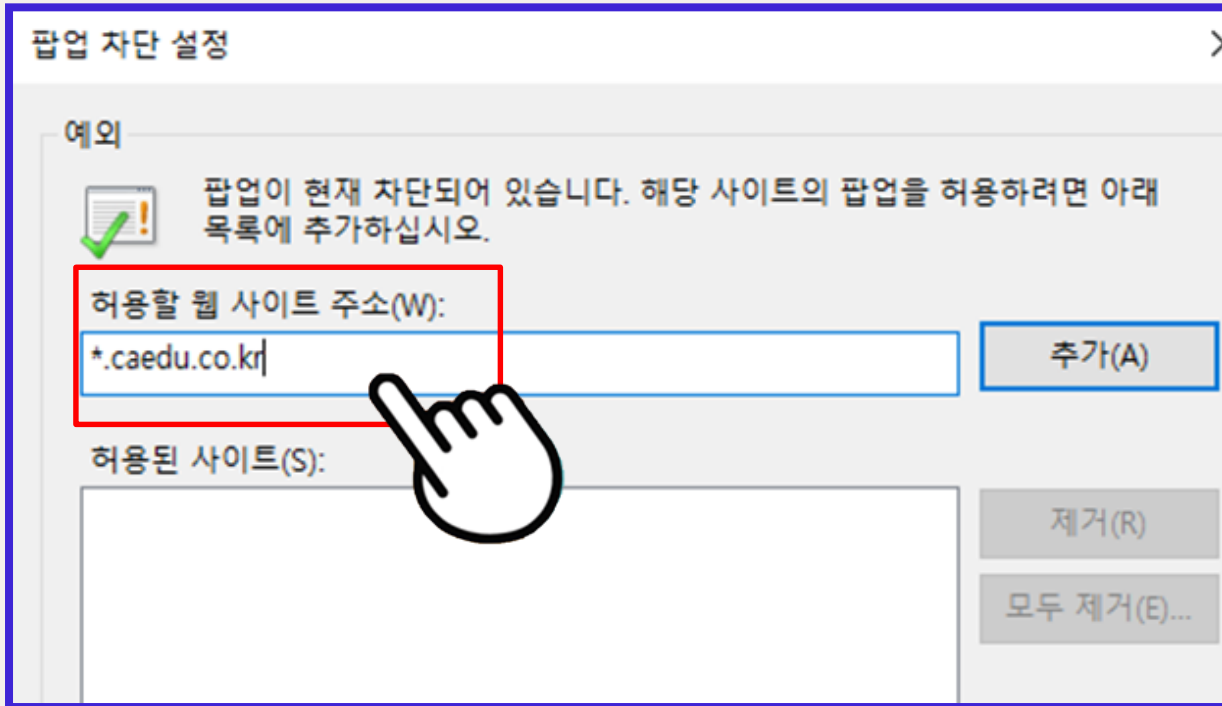 팝업 차단 설정
예외
팝업이 현재 차단되어 있습니다. 해당 사이트의 팝업을 허용하려면 아래
목록에 추가하십시오.
허용할 웹 사이트 주소(W):
*.caedu.co.kr
추가(A)
허용된 사이트(S):
제거(R)
모두 제거(E)...